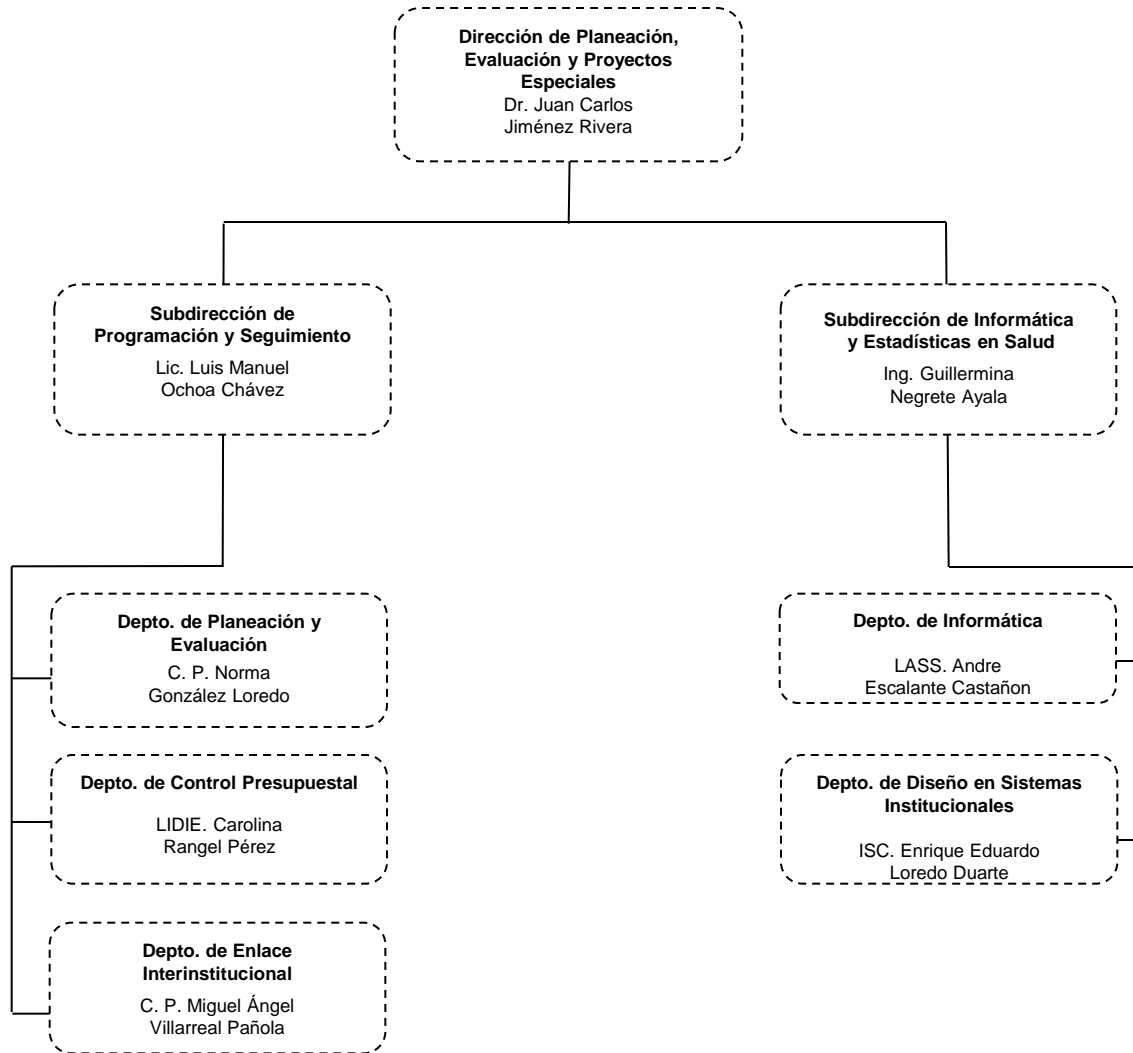 Dirección de Planeación,
Evaluación y Proyectos
Especiales
Dr. Juan Carlos
Jiménez Rivera
Subdirección de
Programación y Seguimiento
Lic. Luis Manuel
Ochoa Chávez
Subdirección de Informática
y Estadísticas en Salud
Ing. Guillermina
Negrete Ayala
Depto. de Planeación y
Evaluación
C. P. Norma
González Loredo
Depto. de Informática
LASS. Andre
Escalante Castañon
Depto. de Control Presupuestal
LIDIE. Carolina
Rangel Pérez
Depto. de Diseño en Sistemas
Institucionales
ISC. Enrique Eduardo
Loredo Duarte
Depto. de Enlace
Interinstitucional
C. P. Miguel Ángel
Villarreal Pañola